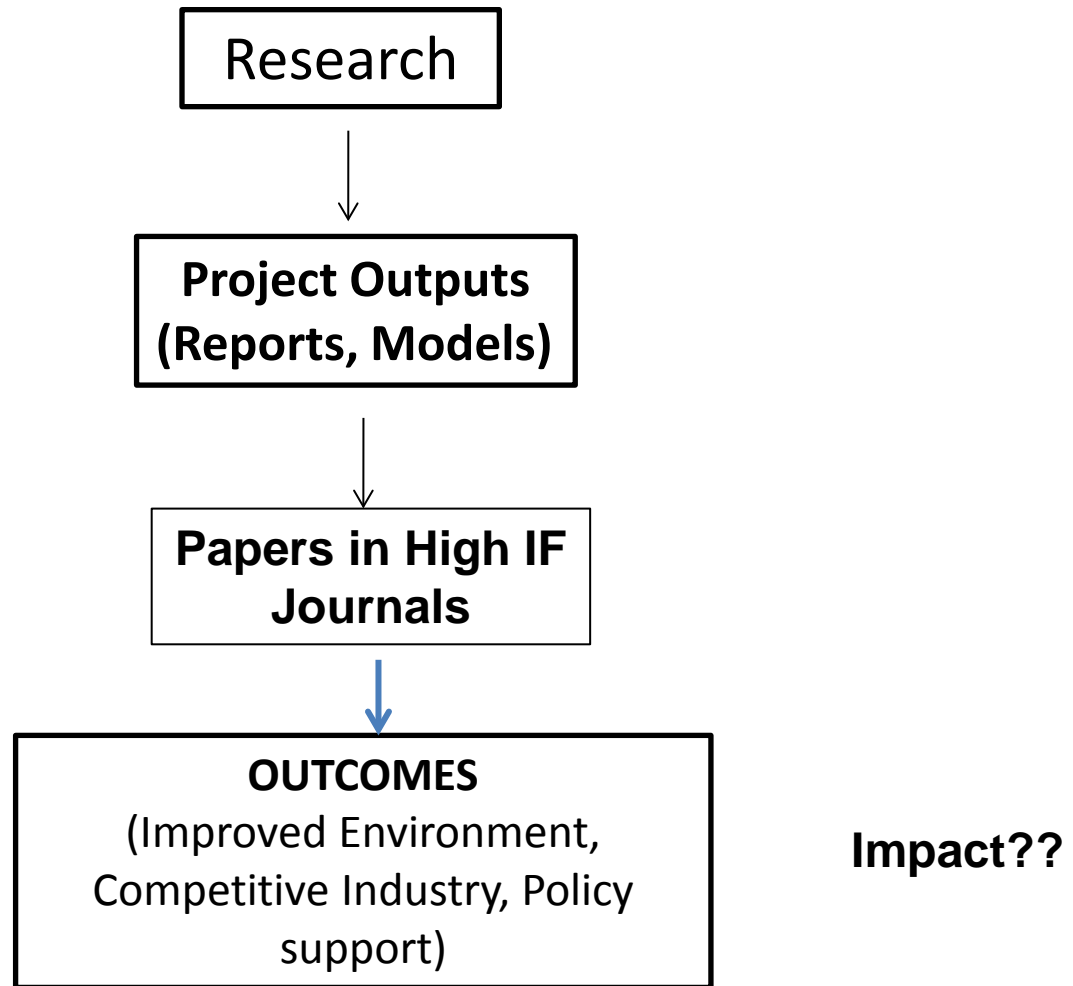 Research
Project Outputs
(Reports, Models)
Papers in High IF
Journals
OUTCOMES
(Improved Environment,
Competitive Industry, Policy
support)
Impact??